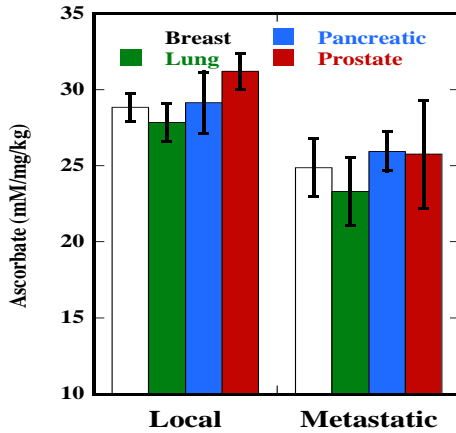 35
30
25
20
15
10
Ascorbate (mM/mg/kg)
Breast
Pancreatic
Lung
Prostate
Local
Metastatic